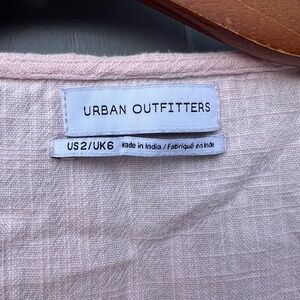 URBAN OUTFITTERS
US2/UK6 Made in India / Fabriqué en Inde